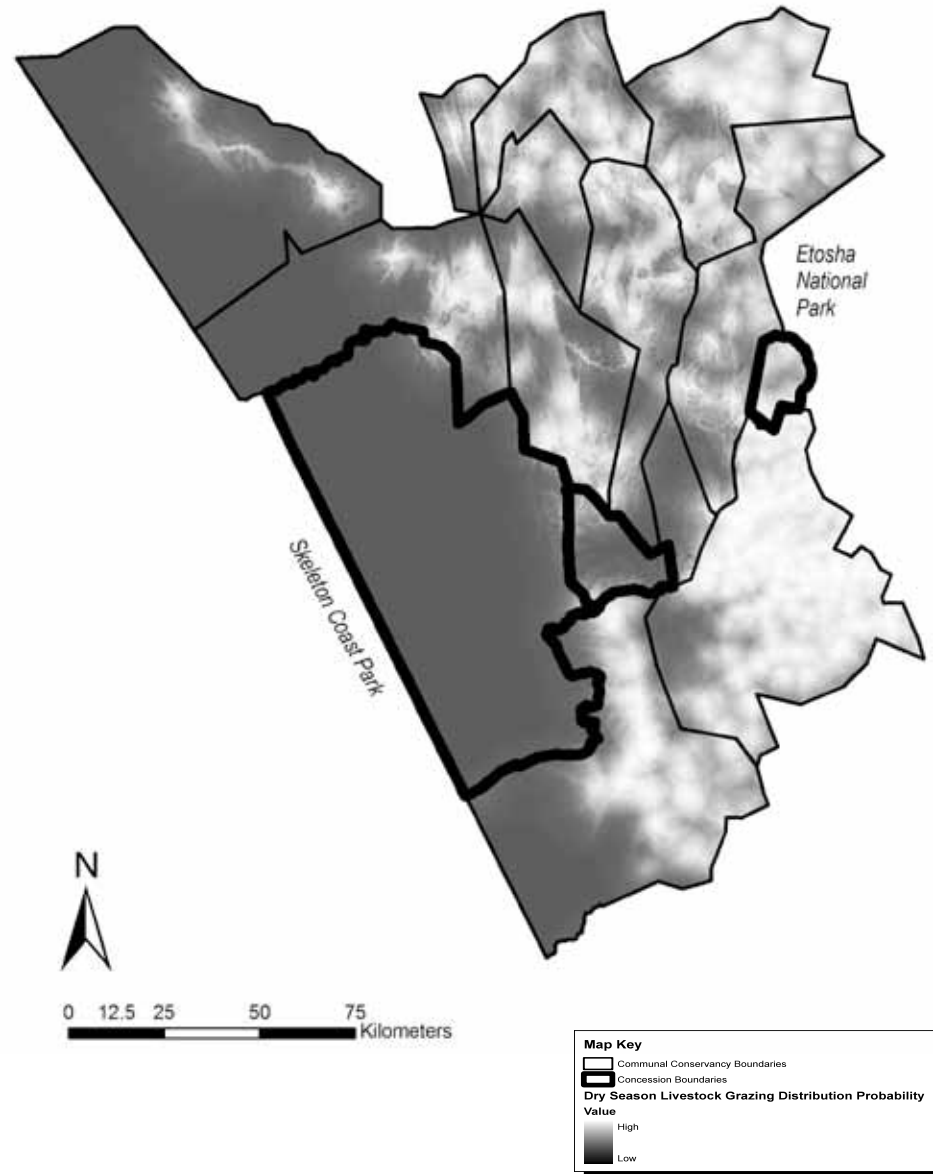 Etosha
National
Park
Skeleton Coast Park
N
0 12.5 25 50 75
Kilometers
Map Key
Communal Conservancy Boundaries
Concession Boundaries
Dry Season Livestock Grazing Distribution Probability
Value
High
Low